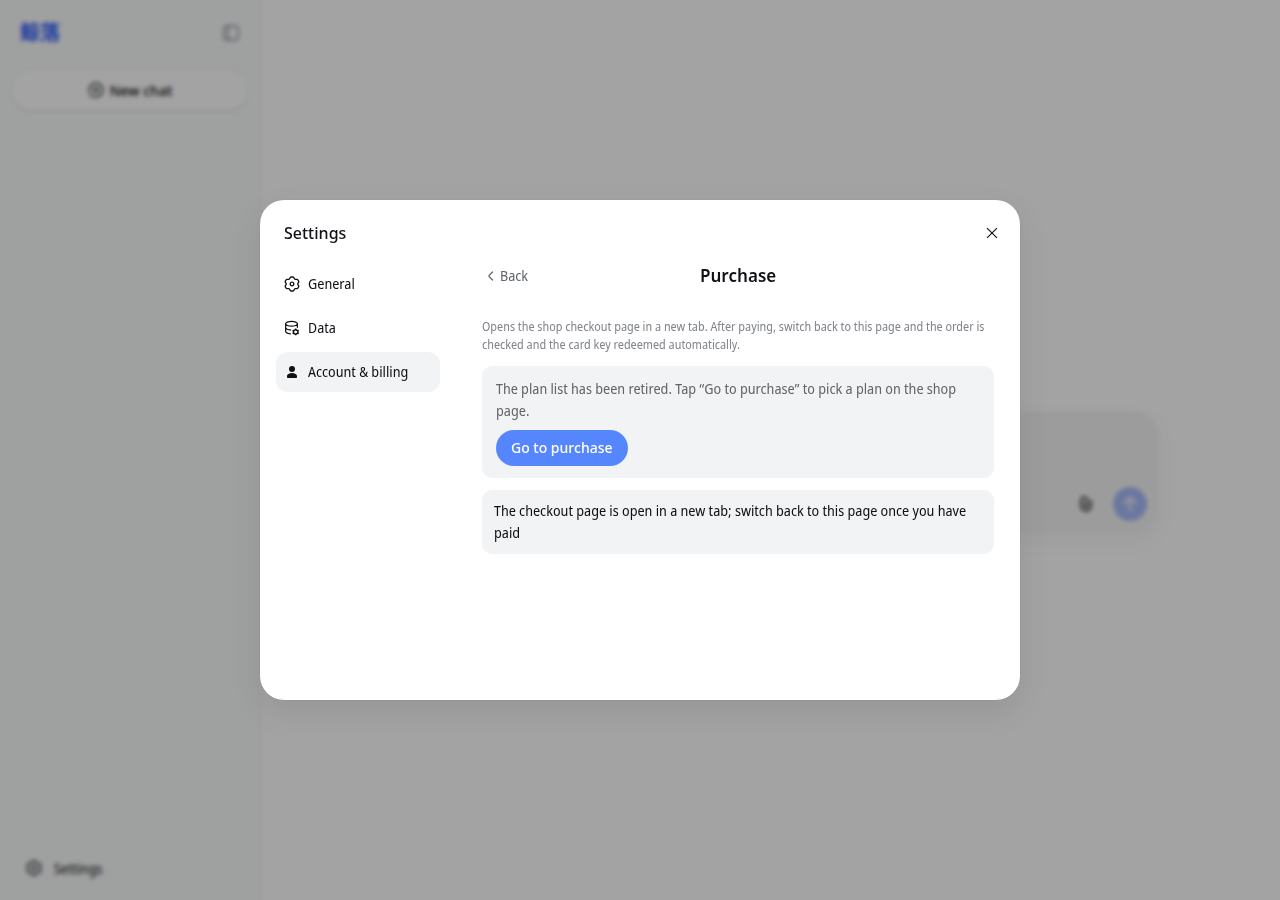 鲸落
New chat
Settings
General
Data
Account & billing
Back
Purchase
Opens the shop checkout page in a new tab. After paying, switch back to this page and the order is
checked and the card key redeemed automatically.
The plan list has been retired. Tap “Go to purchase” to pick a plan on the shop
page.
Go to purchase
The checkout page is open in a new tab; switch back to this page once you have
paid
Settings